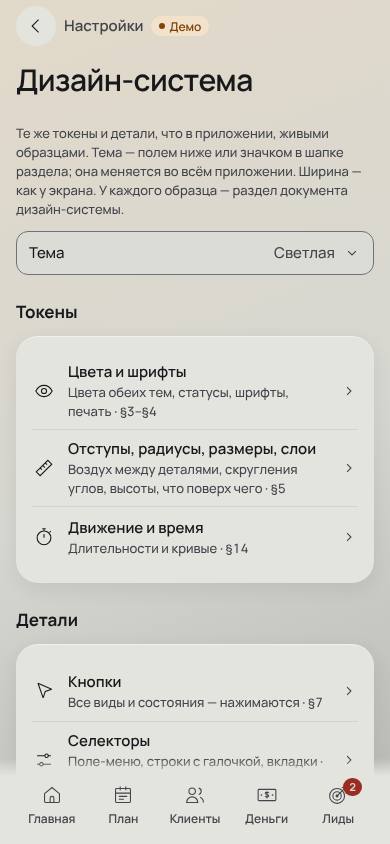 Настройки
Демо
Дизайн-система
Те же токены и детали, что в приложении, живыми
образцами. Тема — полем ниже или значком в шапке
раздела; она меняется во всём приложении. Ширина —
как у экрана. У каждого образца — раздел документа
дизайн-системы.
Тема Светлая
Токены
Цвета и шрифты
Цвета обеих тем, статусы, шрифты,
печать · §3–§4
Отступы, радиусы, размеры, слои
Воздух между деталями, скругления
углов, высоты, что поверх чего · §5
Движение и время
Длительности и кривые · §14
Детали
Кнопки
Все виды и состояния — нажимаются · §7
Селекторы
Поле-меню, строки с галочкой, вкладки ·
2
Главная План Клиенты Деньги Лиды